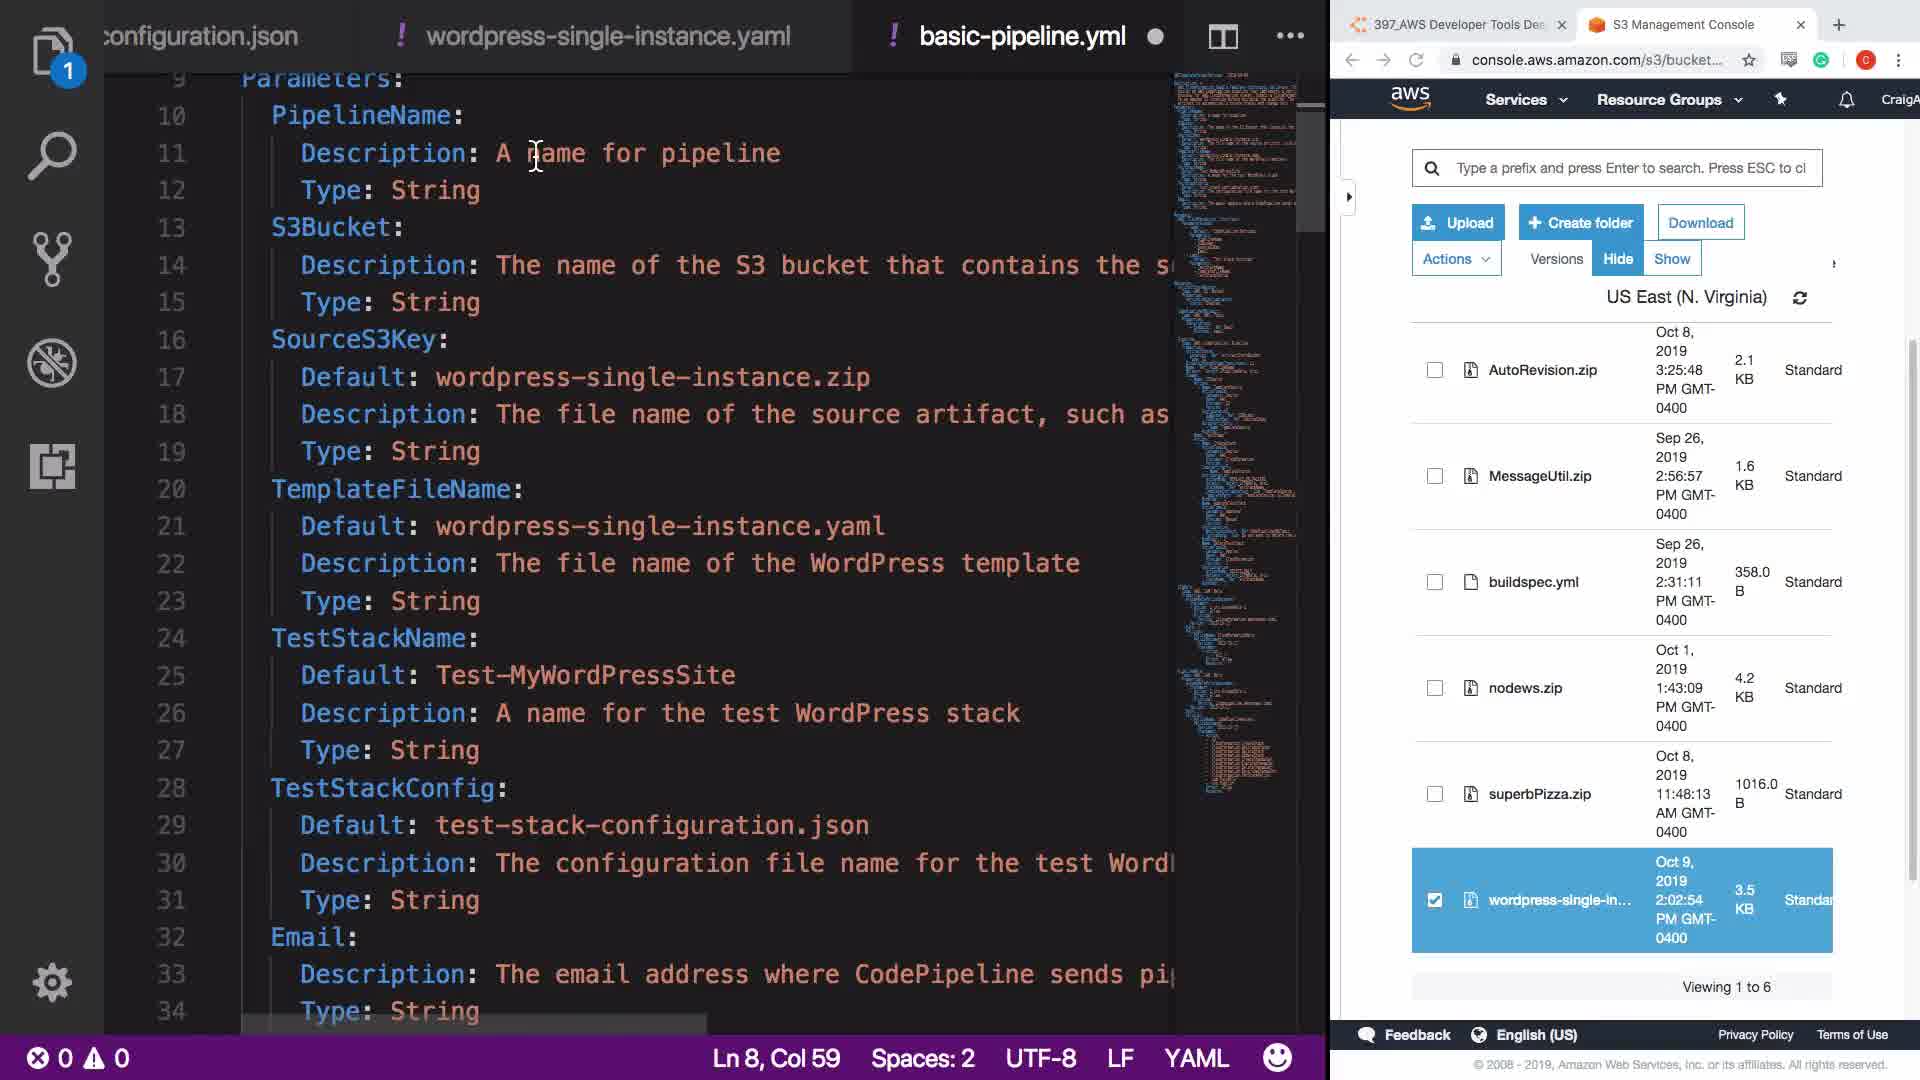 configuration.json
! wordpress-single-instance.yaml
! basic-pipeline.yml
1
9 Parameters:
10 PipelineName:
11 Description: A name for pipeline
12 Type: String
13 S3Bucket:
14 Description: The name of the S3 bucket that contains the s
15 Type: String
16 SourceS3Key:
17 Default: wordpress-single-instance.zip
18 Description: The file name of the source artifact, such as
19 Type: String
20 TemplateFileName:
21 Default: wordpress-single-instance.yaml
22 Description: The file name of the WordPress template
23 Type: String
24 TestStackName:
25 Default: Test-MyWordPressSite
26 Description: A name for the test WordPress stack
27 Type: String
28 TestStackConfig:
29 Default: test-stack-configuration.json
30 Description: The configuration file name for the test Word
31 Type: String
32 Email:
33 Description: The email address where CodePipeline sends pi
34 Type: String
0 0
Ln 8, Col 59 Spaces: 2 UTF-8 LF YAML
397_AWS Developer Tools Dee
S3 Management Console
console.aws.amazon.com/s3/bucket...
C
aws Services Resource Groups CraigA
Type a prefix and press Enter to search. Press ESC to cl
Upload + Create folder Download
Actions Versions Hide Show
US East (N. Virginia)
AutoRevision.zip Oct 8, 2019 3:25:48 PM GMT-0400 2.1 KB Standard
MessageUtil.zip Sep 26, 2019 2:56:57 PM GMT-0400 1.6 KB Standard
buildspec.yml Sep 26, 2019 2:31:11 PM GMT-0400 358.0 B Standard
nodews.zip Oct 1, 2019 1:43:09 PM GMT-0400 4.2 KB Standard
superbPizza.zip Oct 8, 2019 11:48:13 AM GMT-0400 1016.0 B Standard
wordpress-single-in... Oct 9, 2019 2:02:54 PM GMT-0400 3.5 KB Standar
Viewing 1 to 6
Feedback English (US) Privacy Policy Terms of Use
© 2008 - 2019, Amazon Web Services, Inc. or its affiliates. All rights reserved.